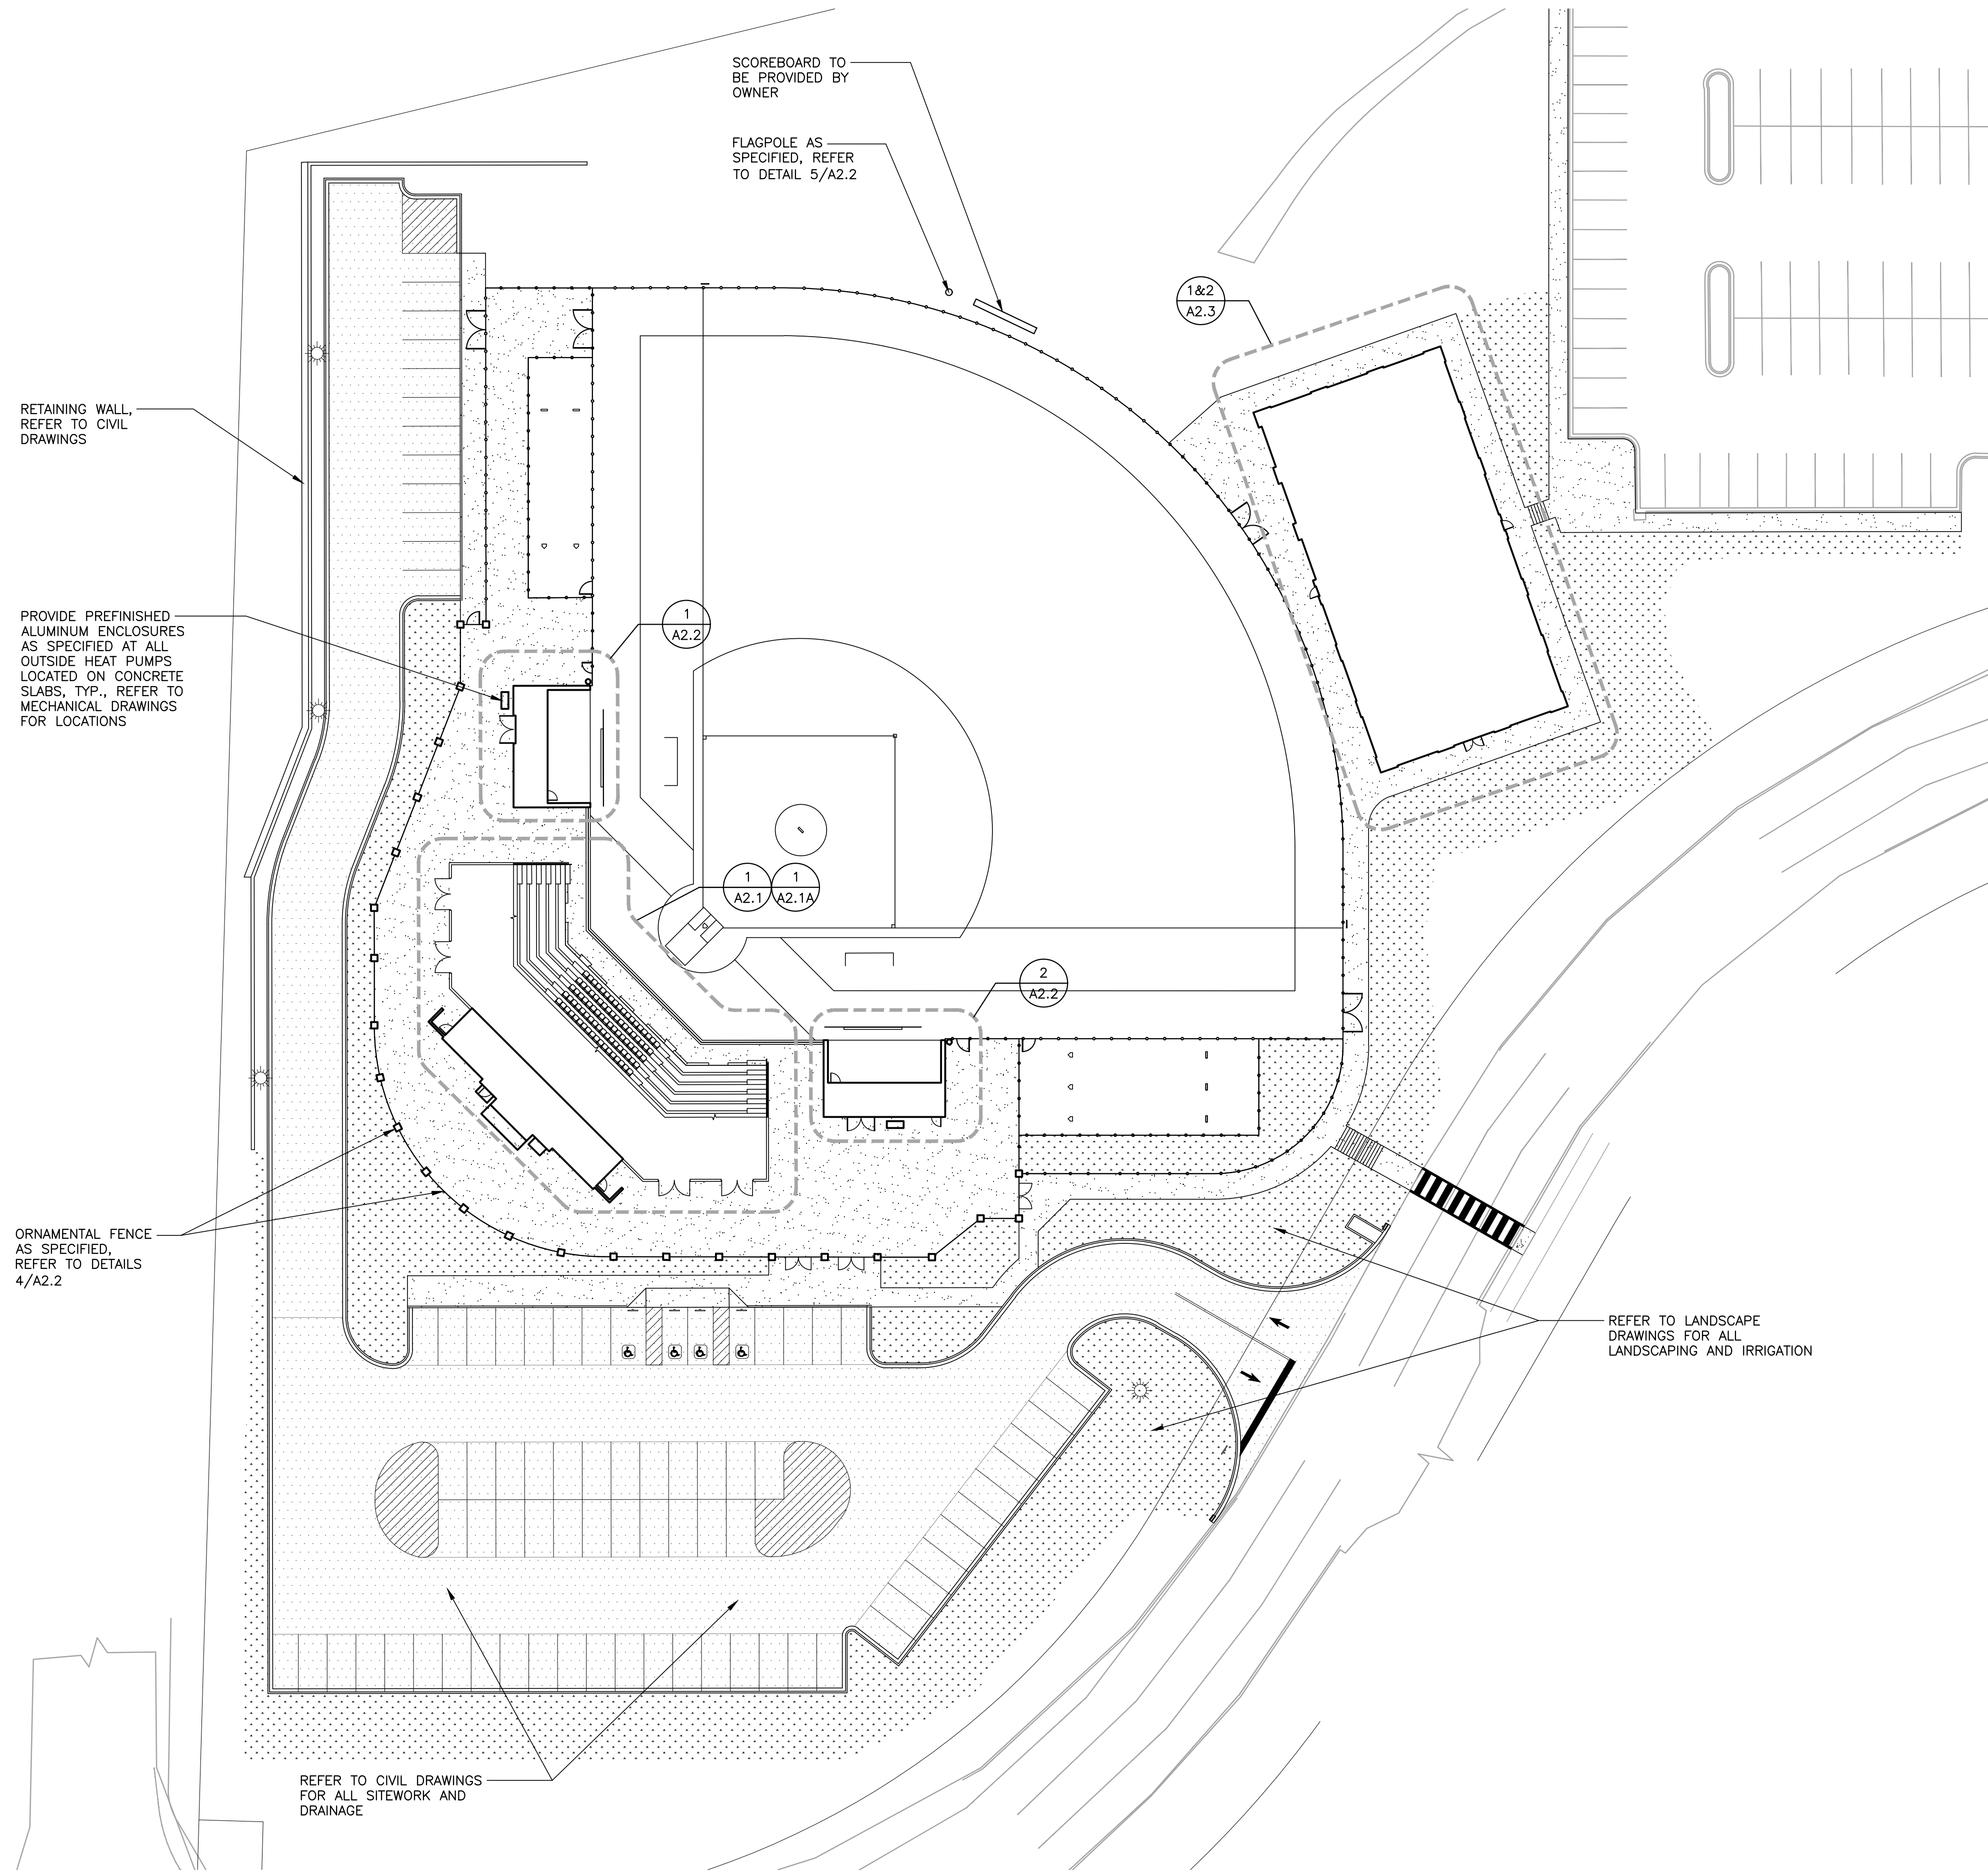 SCOREBOARD TO
BE PROVIDED BY
OWNER
FLAGPOLE AS
SPECIFIED, REFER
TO DETAIL 5/A2.2
1&2
A2.3
RETAINING WALL,
REFER TO CIVIL
DRAWINGS
PROVIDE PREFINISHED
ALUMINUM ENCLOSURES
AS SPECIFIED AT ALL
OUTSIDE HEAT PUMPS
LOCATED ON CONCRETE
SLABS, TYP., REFER TO
MECHANICAL DRAWINGS
FOR LOCATIONS
1
A2.2
1
A2.1
1
A2.1A
2
A2.2
ORNAMENTAL FENCE
AS SPECIFIED,
REFER TO DETAILS
4/A2.2
REFER TO LANDSCAPE
DRAWINGS FOR ALL
LANDSCAPING AND IRRIGATION
REFER TO CIVIL DRAWINGS
FOR ALL SITEWORK AND
DRAINAGE